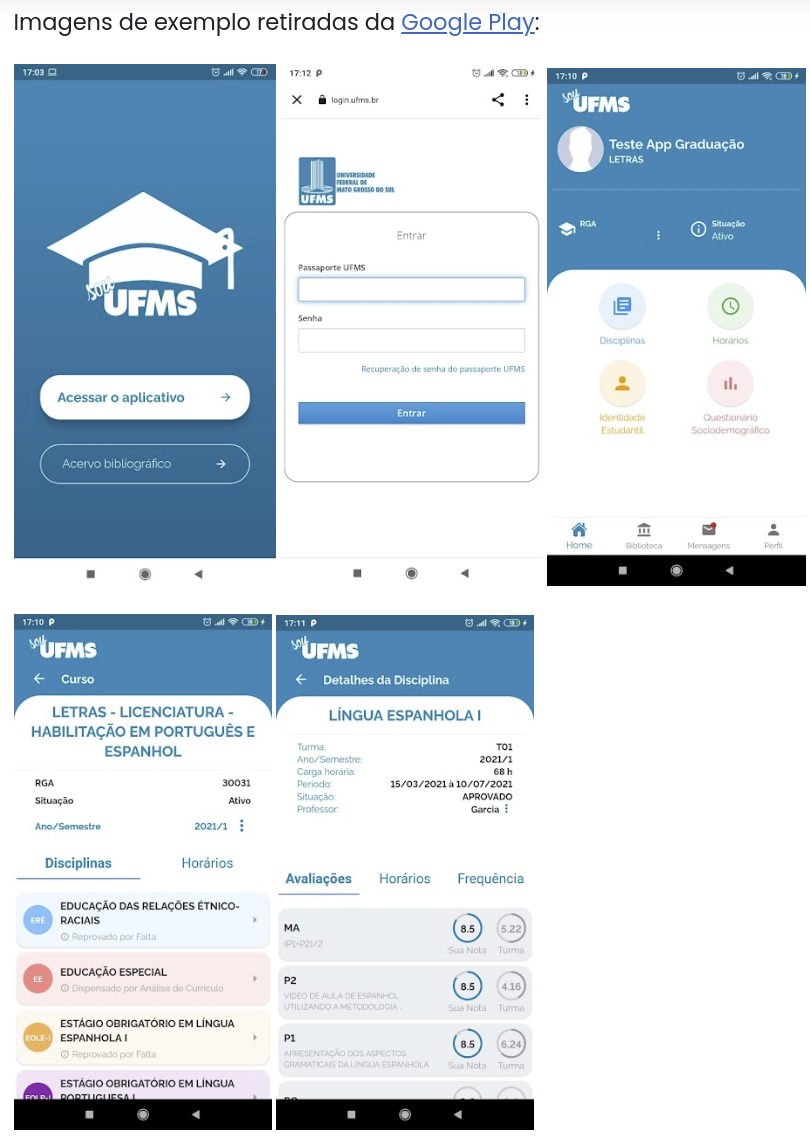 Imagens de exemplo retiradas da Google Play:
17:03
17
sou
UFMS
Acessar o aplicativo
Acervo bibliográfico
17:12
18
login.ufms.br
UNIVERSIDADE
FEDERAL DE
MATO GROSSO DO SUL
UFMS
Entrar
Passaporte UFMS
Senha
Recuperação de senha do passaporte UFMS
Entrar
17:10
18
sou
UFMS
Teste App Graduação
LETRAS
RGA
Situação
Ativo
Disciplinas
Horários
Identidade
Estudantil
Questionário
Sociodemográfico
Home
Biblioteca
Mensagens
Perfil
17:10
18
sou
UFMS
Curso
LETRAS - LICENCIATURA -
HABILITAÇÃO EM PORTUGUÊS E
ESPANHOL
RGA 30031
Situação Ativo
Ano/Semestre 2021/1
Disciplinas Horários
ERE
EDUCAÇÃO DAS RELAÇÕES ÉTNICO-
RACIAIS
Reprovado por Falta
EE
EDUCAÇÃO ESPECIAL
Dispensado por Análise de Currículo
EOLE-I
ESTÁGIO OBRIGATÓRIO EM LÍNGUA
ESPANHOLA I
Reprovado por Falta
EOLP-I
ESTÁGIO OBRIGATÓRIO EM LÍNGUA
PORTUGUESA I
17:11
18
sou
UFMS
Detalhes da Disciplina
LÍNGUA ESPANHOLA I
Turma: T01
Ano/Semestre: 2021/1
Carga horária: 68 h
Período: 15/03/2021 à 10/07/2021
Situação: APROVADO
Professor: Garcia
Avaliações Horários Frequência
MA
(P1+P2)/2
8.5 5.22
Sua Nota Turma
P2
VÍDEO DE AULA DE ESPANHOL
UTILIZANDO A METODOLOGIA ..
8.5 4.16
Sua Nota Turma
P1
APRESENTAÇÃO DOS ASPECTOS
GRAMATICAIS DA LÍNGUA ESPANHOLA
8.5 6.24
Sua Nota Turma